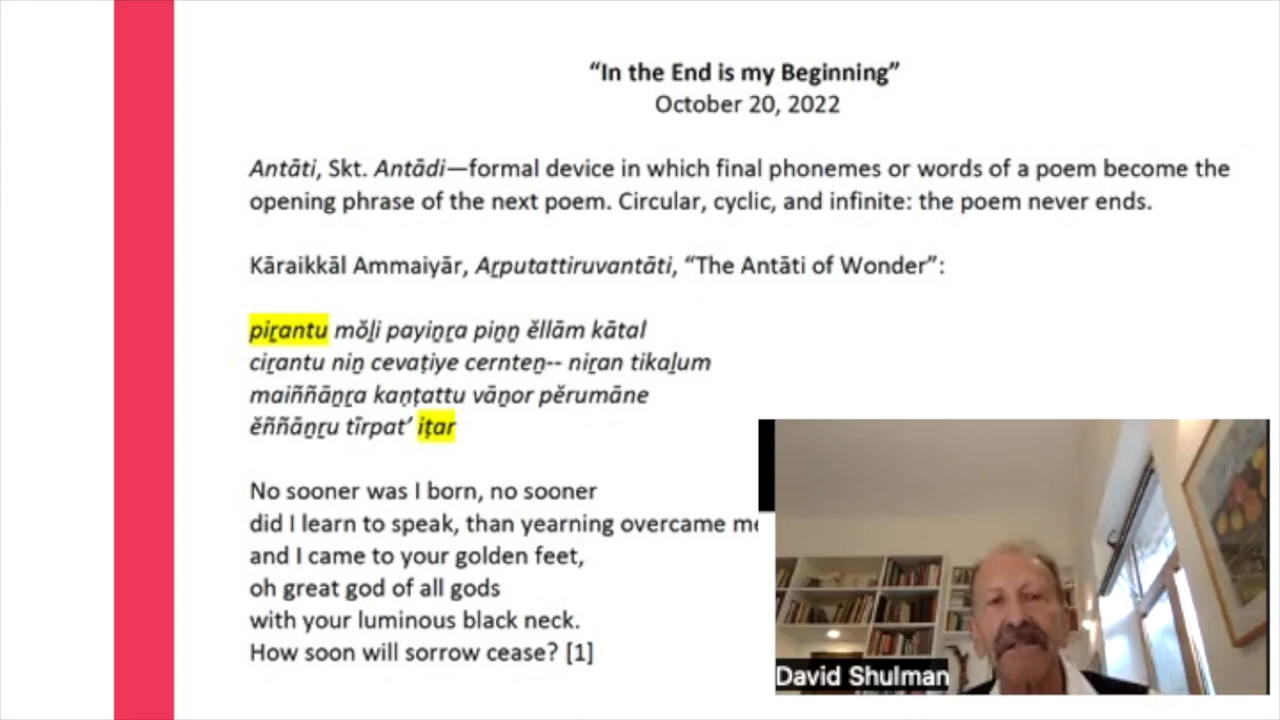 “In the End is my Beginning”
October 20, 2022
Antāti, Skt. Antādi—formal device in which final phonemes or words of a poem become the
opening phrase of the next poem. Circular, cyclic, and infinite: the poem never ends.
Kāraikkāl Ammaiyār, Aṟputattiruvantāti, “The Antāti of Wonder”:
piṟantu mŏḻi payiṉṟa piṉṉ ĕllām kātal
ciṟantu niṉ cevaṭiye cernteṉ-- niṟan tikaḻum
maiññāṉṟa kaṇṭattu vāṉor pĕrumāne
ĕññāṉṟu tīrpat’ iṭar
No sooner was I born, no sooner
did I learn to speak, than yearning overcame me
and I came to your golden feet,
oh great god of all gods
with your luminous black neck.
How soon will sorrow cease? [1]
David Shulman